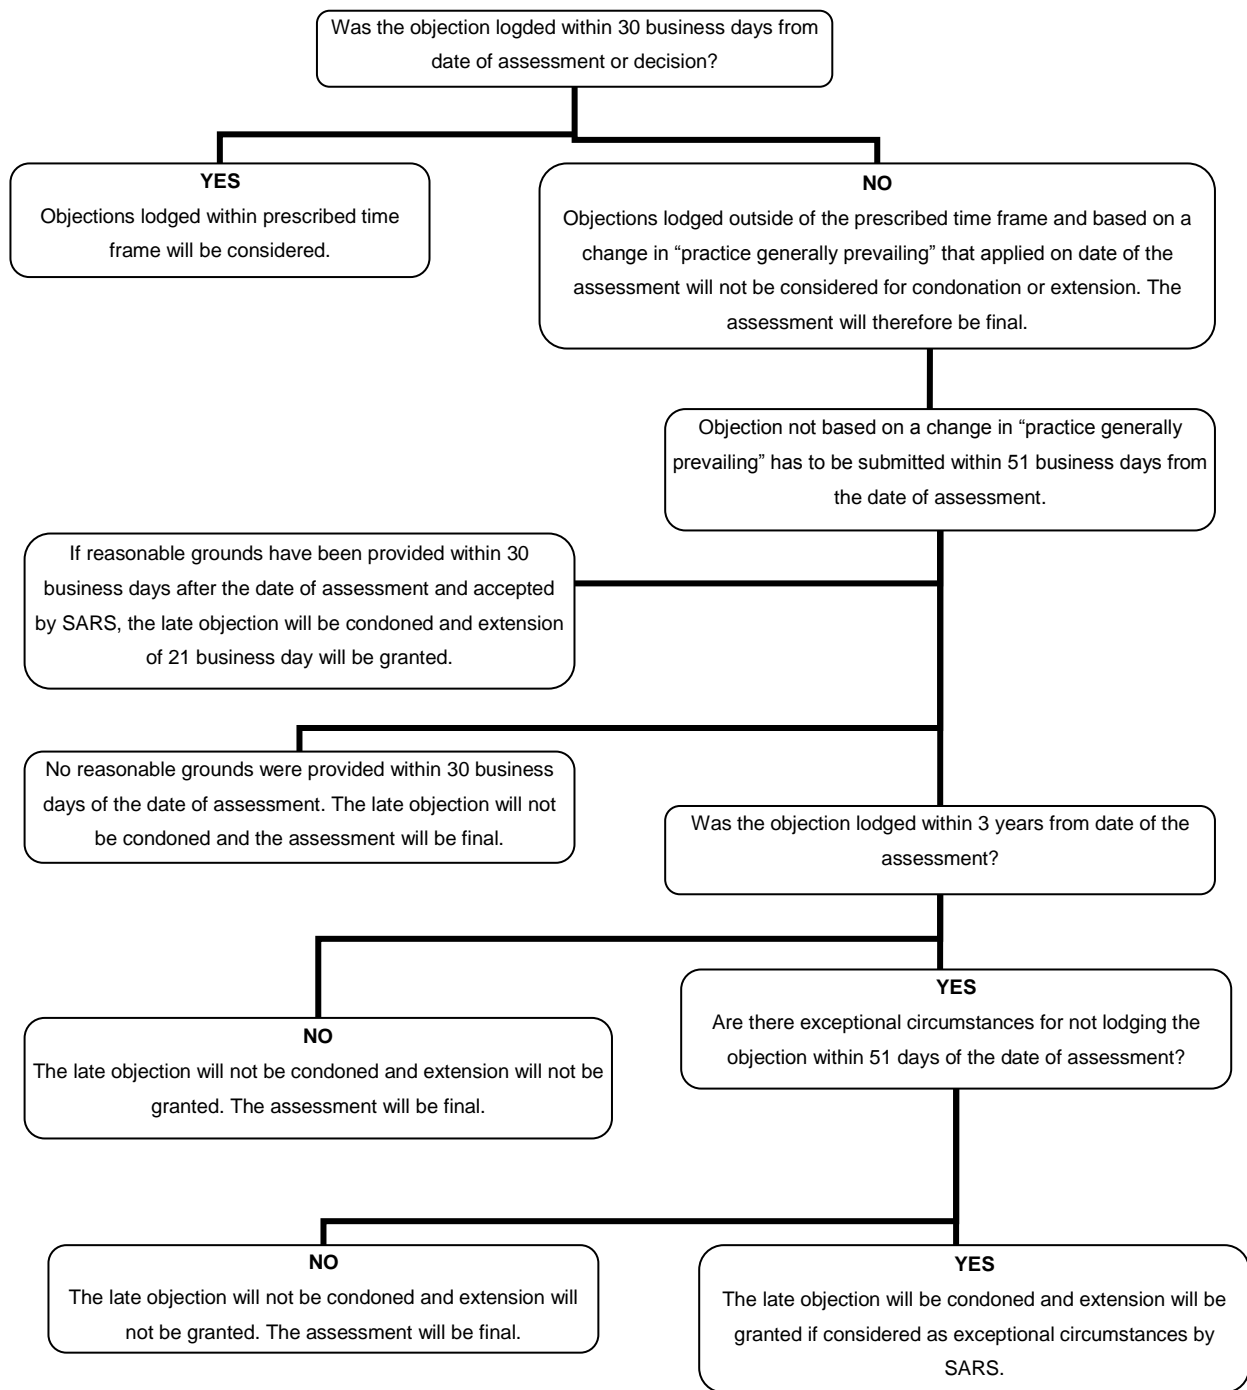 Was the objection logded within 30 business days from
date of assessment or decision?
YES
Objections lodged within prescribed time
frame will be considered.
NO
Objections lodged outside of the prescribed time frame and based on a
change in “practice generally prevailing” that applied on date of the
assessment will not be considered for condonation or extension. The
assessment will therefore be final.
Objection not based on a change in “practice generally
prevailing” has to be submitted within 51 business days from
the date of assessment.
If reasonable grounds have been provided within 30
business days after the date of assessment and accepted
by SARS, the late objection will be condoned and extension
of 21 business day will be granted.
No reasonable grounds were provided within 30 business
days of the date of assessment. The late objection will not
be condoned and the assessment will be final.
Was the objection lodged within 3 years from date of the
assessment?
NO
The late objection will not be condoned and extension will not be
granted. The assessment will be final.
YES
Are there exceptional circumstances for not lodging the
objection within 51 days of the date of assessment?
NO
The late objection will not be condoned and extension will
not be granted. The assessment will be final.
YES
The late objection will be condoned and extension will be
granted if considered as exceptional circumstances by
SARS.